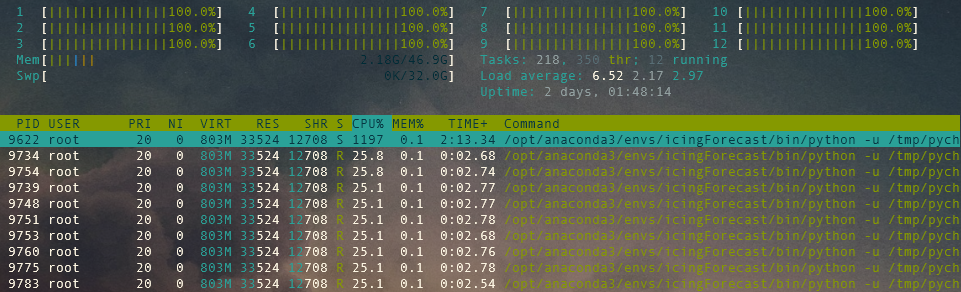 1 [||||||||||||||||100.0%] 4 [||||||||||||||||100.0%] 7 [||||||||||||||||100.0%] 10 [||||||||||||||||100.0%]
2 [||||||||||||||||100.0%] 5 [||||||||||||||||100.0%] 8 [||||||||||||||||100.0%] 11 [||||||||||||||||100.0%]
3 [||||||||||||||||100.0%] 6 [||||||||||||||||100.0%] 9 [||||||||||||||||100.0%] 12 [||||||||||||||||100.0%]
Mem[|||||| 2.18G/46.9G] Tasks: 218, 350 thr; 12 running
Swp[ 0K/32.0G] Load average: 6.52 2.17 2.97
Uptime: 2 days, 01:48:14
PID USER PRI NI VIRT RES SHR S CPU% MEM% TIME+ Command
9622 root 20 0 803M 33524 12708 S 1197 0.1 2:13.34 /opt/anaconda3/envs/icingForecast/bin/python -u /tmp/pych
9734 root 20 0 803M 33524 12708 R 25.8 0.1 0:02.68 /opt/anaconda3/envs/icingForecast/bin/python -u /tmp/pych
9754 root 20 0 803M 33524 12708 R 25.8 0.1 0:02.74 /opt/anaconda3/envs/icingForecast/bin/python -u /tmp/pych
9739 root 20 0 803M 33524 12708 R 25.1 0.1 0:02.77 /opt/anaconda3/envs/icingForecast/bin/python -u /tmp/pych
9748 root 20 0 803M 33524 12708 R 25.1 0.1 0:02.77 /opt/anaconda3/envs/icingForecast/bin/python -u /tmp/pych
9751 root 20 0 803M 33524 12708 R 25.1 0.1 0:02.78 /opt/anaconda3/envs/icingForecast/bin/python -u /tmp/pych
9753 root 20 0 803M 33524 12708 R 25.1 0.1 0:02.68 /opt/anaconda3/envs/icingForecast/bin/python -u /tmp/pych
9760 root 20 0 803M 33524 12708 R 25.1 0.1 0:02.76 /opt/anaconda3/envs/icingForecast/bin/python -u /tmp/pych
9775 root 20 0 803M 33524 12708 R 25.1 0.1 0:02.78 /opt/anaconda3/envs/icingForecast/bin/python -u /tmp/pych
9783 root 20 0 803M 33524 12708 R 25.1 0.1 0:02.54 /opt/anaconda3/envs/icingForecast/bin/python -u /tmp/pych